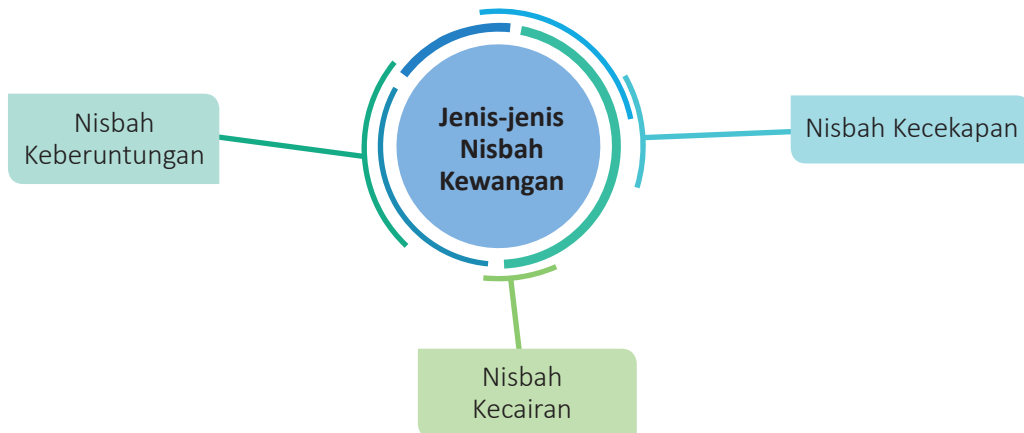 Jenis-jenis
Nisbah
Kewangan
Nisbah
Keberuntungan
Nisbah Kecekapan
Nisbah
Kecairan